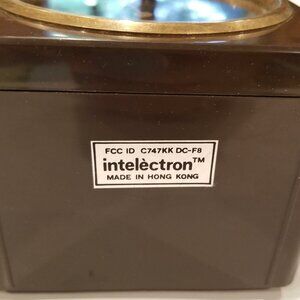 FCC ID C747KK DC-F8
intelèctron™
MADE IN HONG KONG